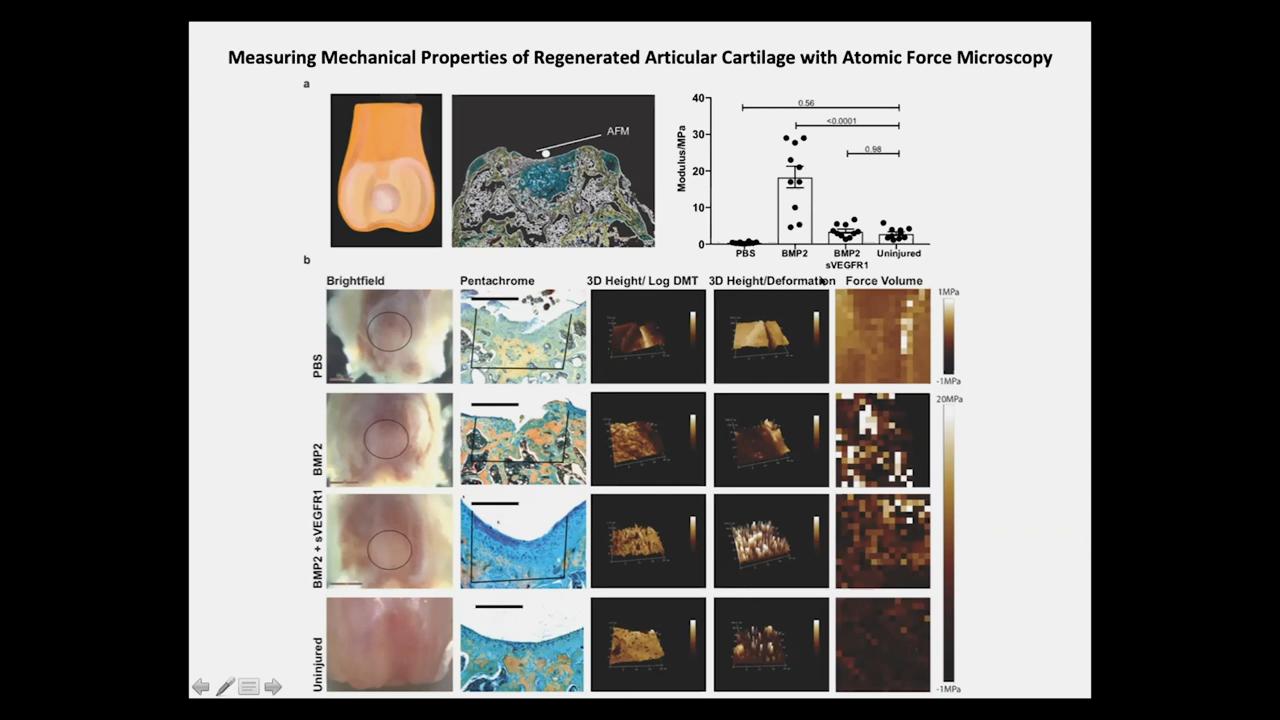 Measuring Mechanical Properties of Regenerated Articular Cartilage with Atomic Force Microscopy
a
AFM
Modulus/MPa
40
30
20
10
0
0.56
<0.0001
0.98
PBS
BMP2
BMP2
sVEGFR1
Uninjured
b
Brightfield
Pentachrome
3D Height/ Log DMT
3D Height/Deformation
Force Volume
PBS
BMP2
BMP2 + sVEGFR1
Uninjured
1MPa
-1MPa
20MPa
-1MPa